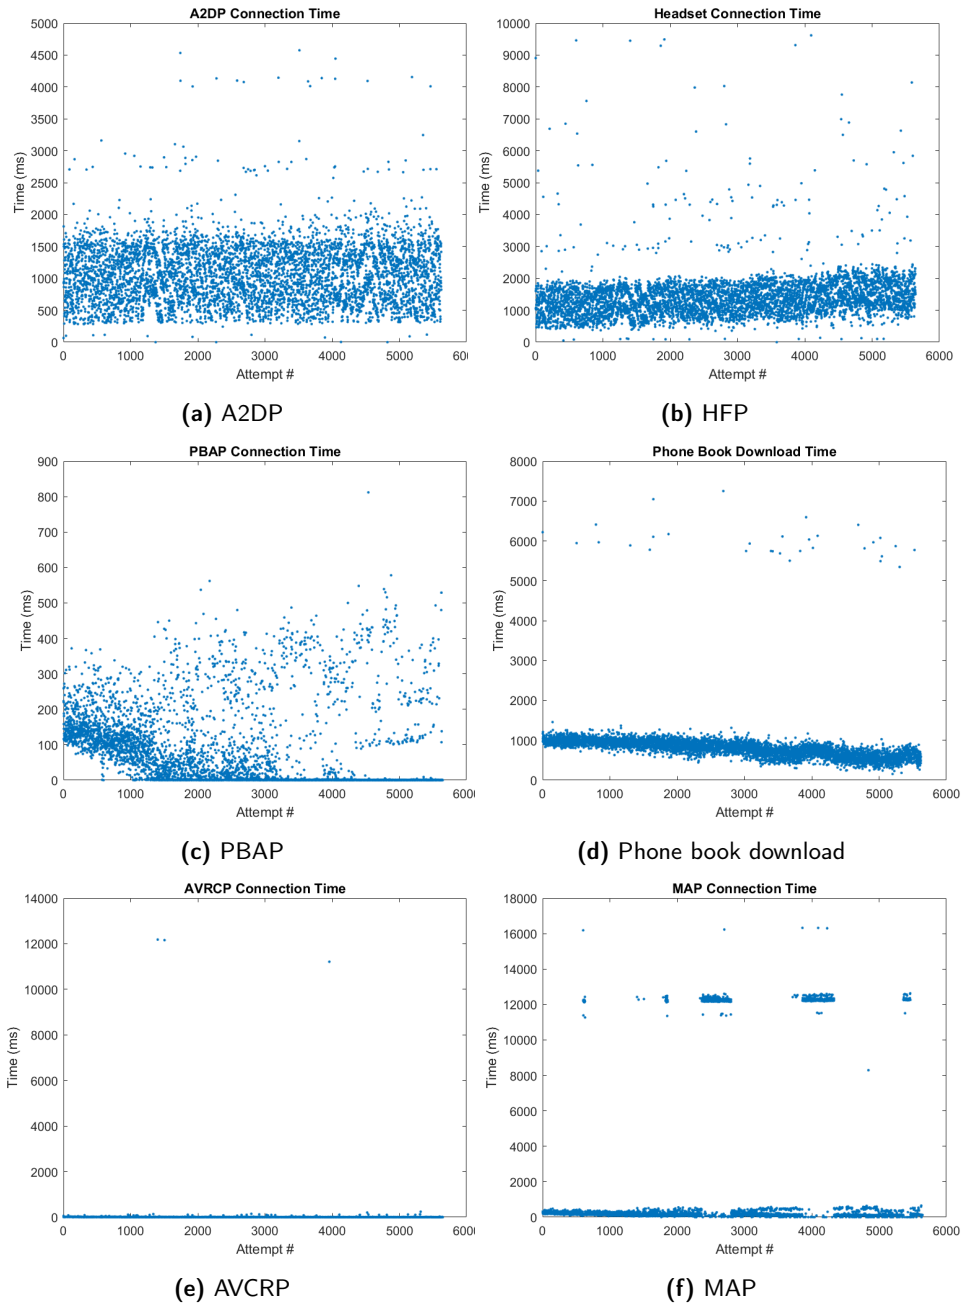 A2DP Connection Time
5000
4500
4000
3500
3000
2500
2000
1500
1000
500
0
Time (ms)
0 1000 2000 3000 4000 5000 600
Attempt #
(a) A2DP
Headset Connection Time
10000
9000
8000
7000
6000
5000
4000
3000
2000
1000
0
Time (ms)
0 1000 2000 3000 4000 5000 6000
Attempt #
(b) HFP
PBAP Connection Time
900
800
700
600
500
400
300
200
100
0
Time (ms)
0 1000 2000 3000 4000 5000 600
Attempt #
(c) PBAP
Phone Book Download Time
8000
7000
6000
5000
4000
3000
2000
1000
0
Time (ms)
0 1000 2000 3000 4000 5000 6000
Attempt #
(d) Phone book download
AVRCP Connection Time
14000
12000
10000
8000
6000
4000
2000
0
Time (ms)
0 1000 2000 3000 4000 5000 600
Attempt #
(e) AVCRP
MAP Connection Time
18000
16000
14000
12000
10000
8000
6000
4000
2000
0
Time (ms)
0 1000 2000 3000 4000 5000 6000
Attempt #
(f) MAP